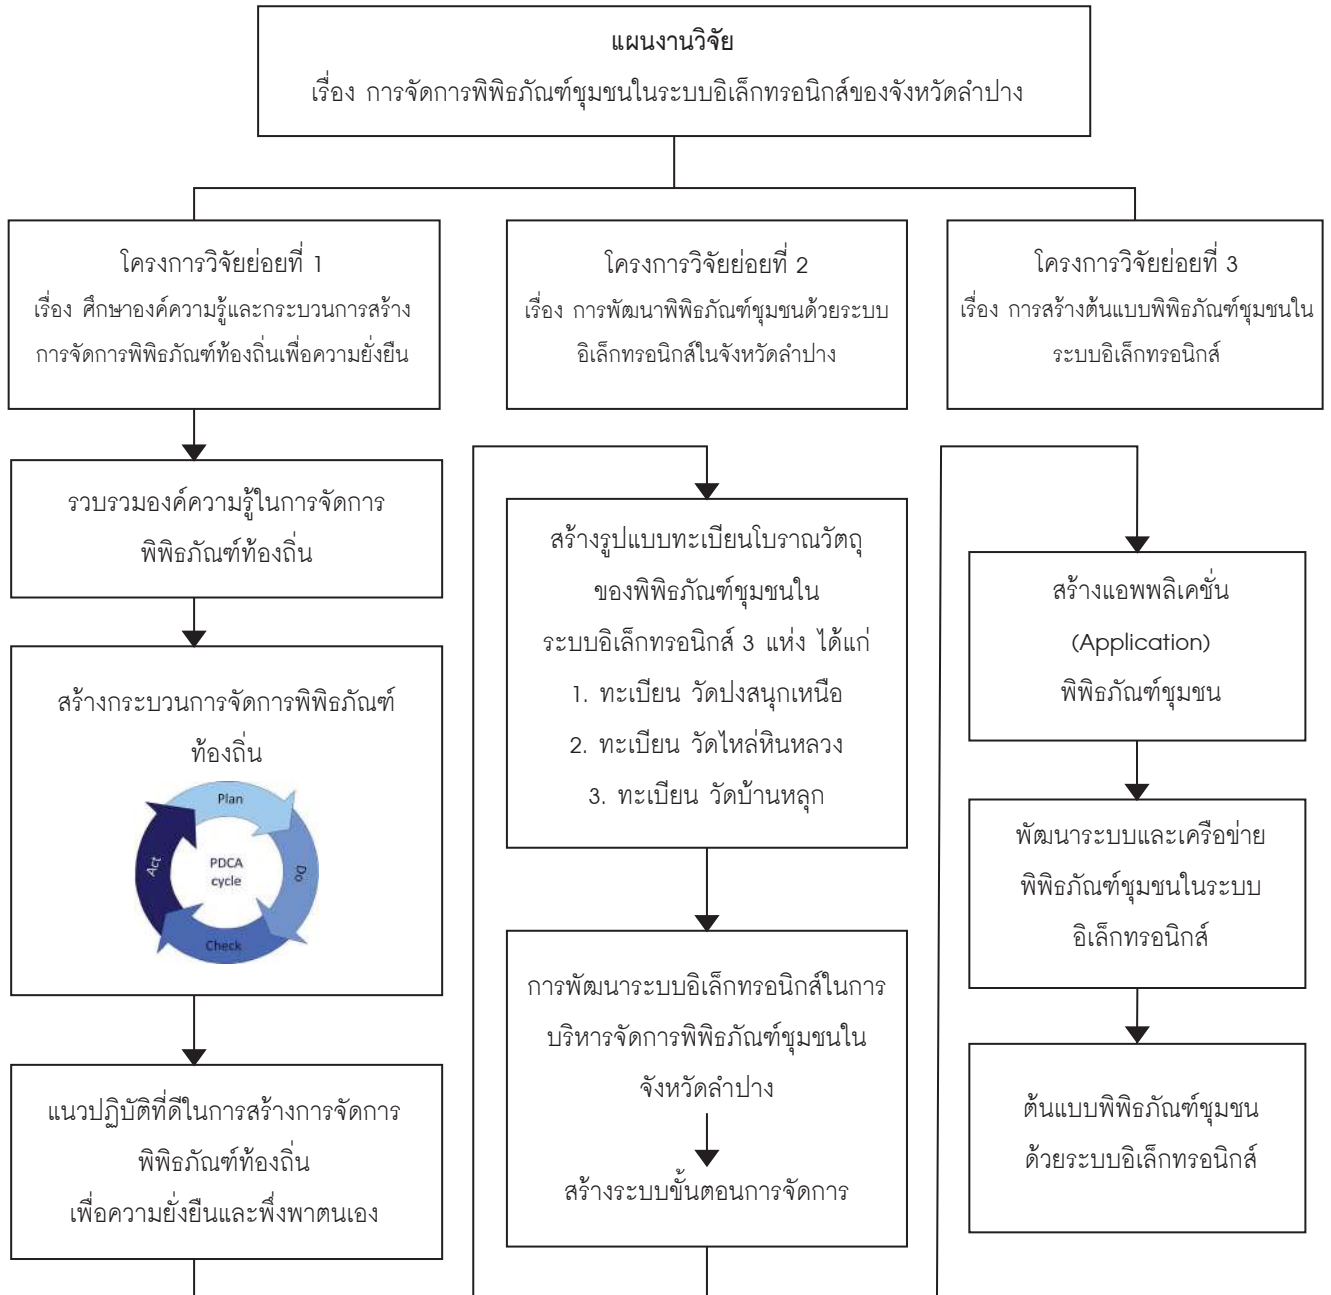 แผนงานวิจัย
เรื่อง การจัดการพิพิธภัณฑ์ชุมชนในระบบอิเล็กทรอนิกส์ของจังหวัดลำปาง
โครงการวิจัยย่อยที่ 1
เรื่อง ศึกษาองค์ความรู้และกระบวนการสร้าง
การจัดการพิพิธภัณฑ์ท้องถิ่นเพื่อความยั่งยืน
รวบรวมองค์ความรู้ในการจัดการ
พิพิธภัณฑ์ท้องถิ่น
สร้างกระบวนการจัดการพิพิธภัณฑ์
ท้องถิ่น
Plan
Do
Check
Act
PDCA
cycle
แนวปฏิบัติที่ดีในการสร้างการจัดการ
พิพิธภัณฑ์ท้องถิ่น
เพื่อความยั่งยืนและพึ่งพาตนเอง
โครงการวิจัยย่อยที่ 2
เรื่อง การพัฒนาพิพิธภัณฑ์ชุมชนด้วยระบบ
อิเล็กทรอนิกส์ในจังหวัดลำปาง
สร้างรูปแบบทะเบียนโบราณวัตถุ
ของพิพิธภัณฑ์ชุมชนใน
ระบบอิเล็กทรอนิกส์ 3 แห่ง ได้แก่
1. ทะเบียน วัดปงสนุกเหนือ
2. ทะเบียน วัดไหล่หินหลวง
3. ทะเบียน วัดบ้านหลุก
การพัฒนาระบบอิเล็กทรอนิกส์ในการ
บริหารจัดการพิพิธภัณฑ์ชุมชนใน
จังหวัดลำปาง
สร้างระบบขั้นตอนการจัดการ
โครงการวิจัยย่อยที่ 3
เรื่อง การสร้างต้นแบบพิพิธภัณฑ์ชุมชนใน
ระบบอิเล็กทรอนิกส์
สร้างแอพพลิเคชั่น
(Application)
พิพิธภัณฑ์ชุมชน
พัฒนาระบบและเครือข่าย
พิพิธภัณฑ์ชุมชนในระบบ
อิเล็กทรอนิกส์
ต้นแบบพิพิธภัณฑ์ชุมชน
ด้วยระบบอิเล็กทรอนิกส์